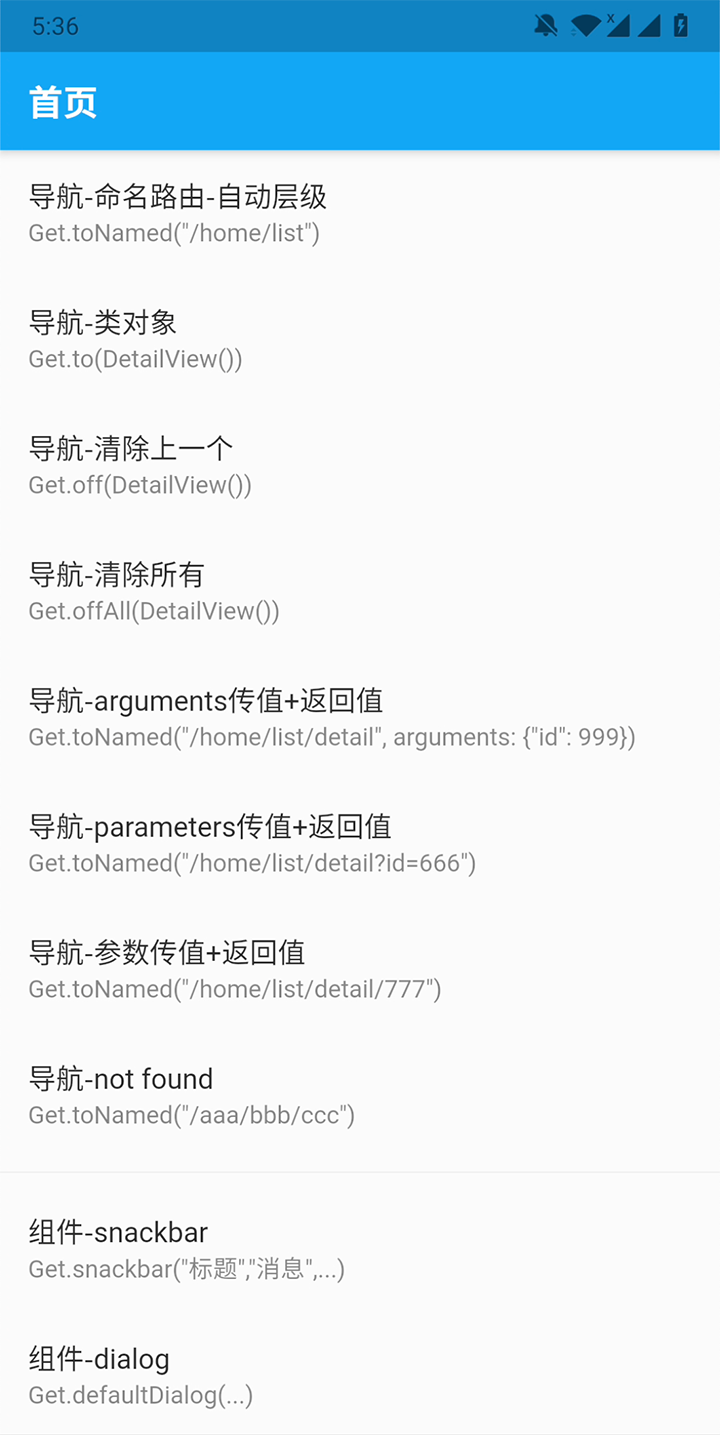 5:36
首页
导航-命名路由-自动层级
Get.toNamed("/home/list")
导航-类对象
Get.to(DetailView())
导航-清除上一个
Get.off(DetailView())
导航-清除所有
Get.offAll(DetailView())
导航-arguments传值+返回值
Get.toNamed("/home/list/detail", arguments: {"id": 999})
导航-parameters传值+返回值
Get.toNamed("/home/list/detail?id=666")
导航-参数传值+返回值
Get.toNamed("/home/list/detail/777")
导航-not found
Get.toNamed("/aaa/bbb/ccc")
组件-snackbar
Get.snackbar("标题","消息",...)
组件-dialog
Get.defaultDialog(...)